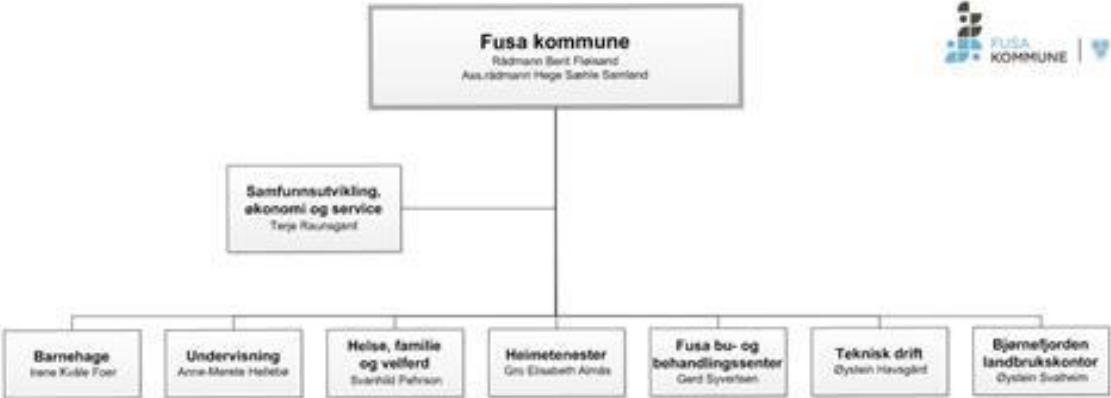 Fusa kommune
Rådmann Berit Fløisand
Ass.rådmann Hege Sæhle Samland
FUSA
KOMMUNE
Samfunnsutvikling,
økonomi og service
Terje Raunsgard
Barnehage
Irene Kvåle Foer
Undervisning
Anne-Merete Hellebø
Helse, familie
og velferd
Svanhild Pehrson
Heimetenester
Gro Elisabeth Almås
Fusa bu- og
behandlingssenter
Gerd Syvertsen
Teknisk drift
Øystein Havsgård
Bjørnefjorden
landbrukskontor
Øystein Svalheim